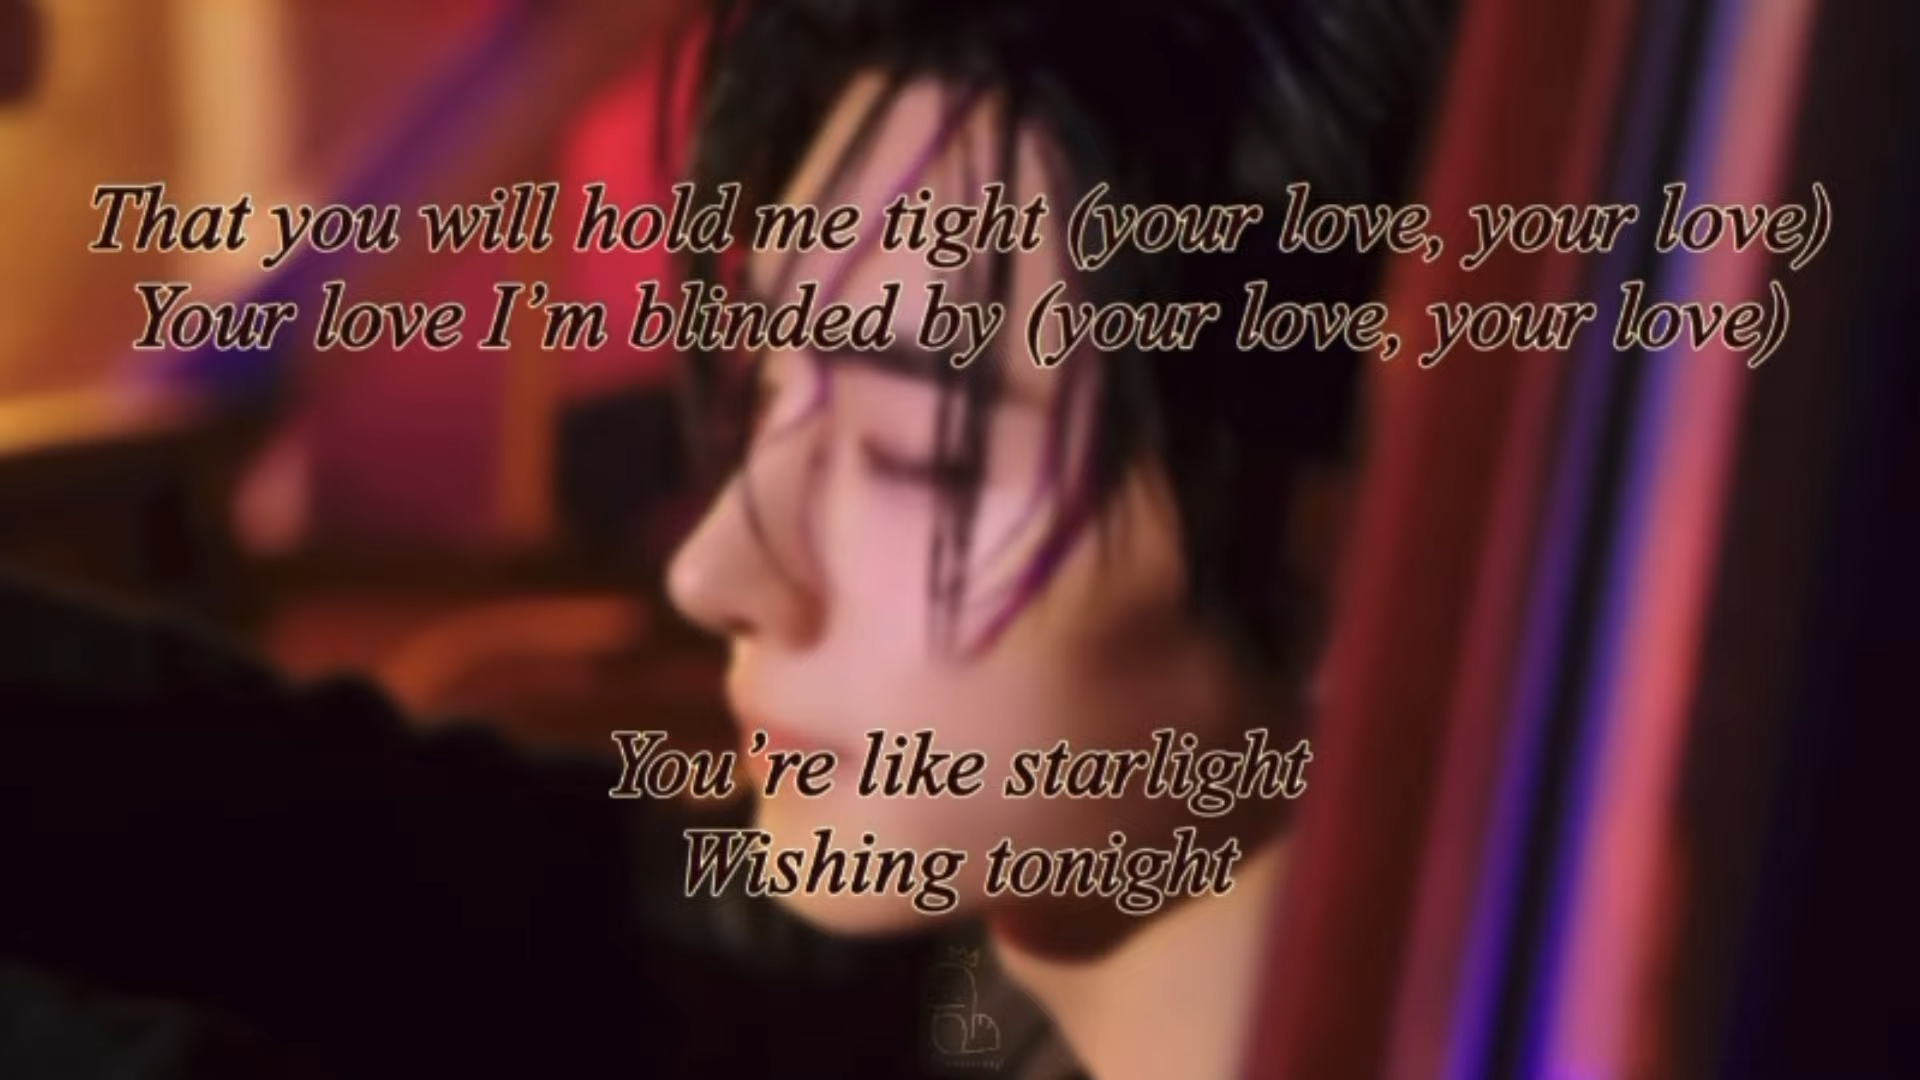 That you will hold me tight (your love, your love)
Your love I’m blinded by (your love, your love)
You’re like starlight
Wishing tonight